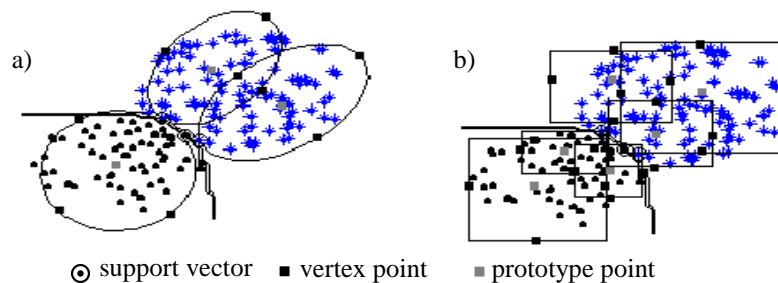 a)
b)
support vector
vertex point
prototype point